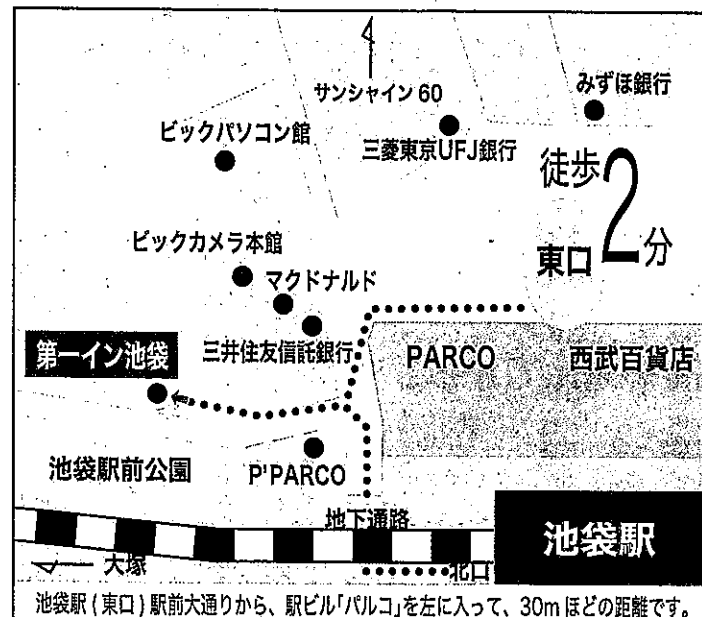 サンシャイン 60
みずほ銀行
ビックパソコン館
三菱東京UFJ銀行
徒歩2分
東口
ビックカメラ本館
マクドナルド
三井住友信託銀行
第一イン池袋
PARCO
西武百貨店
池袋駅前公園
P'PARCO
地下通路
池袋駅
大塚
北口
池袋駅(東口)駅前大通りから、駅ビル「パルコ」を左に入って、30m ほどの距離です。